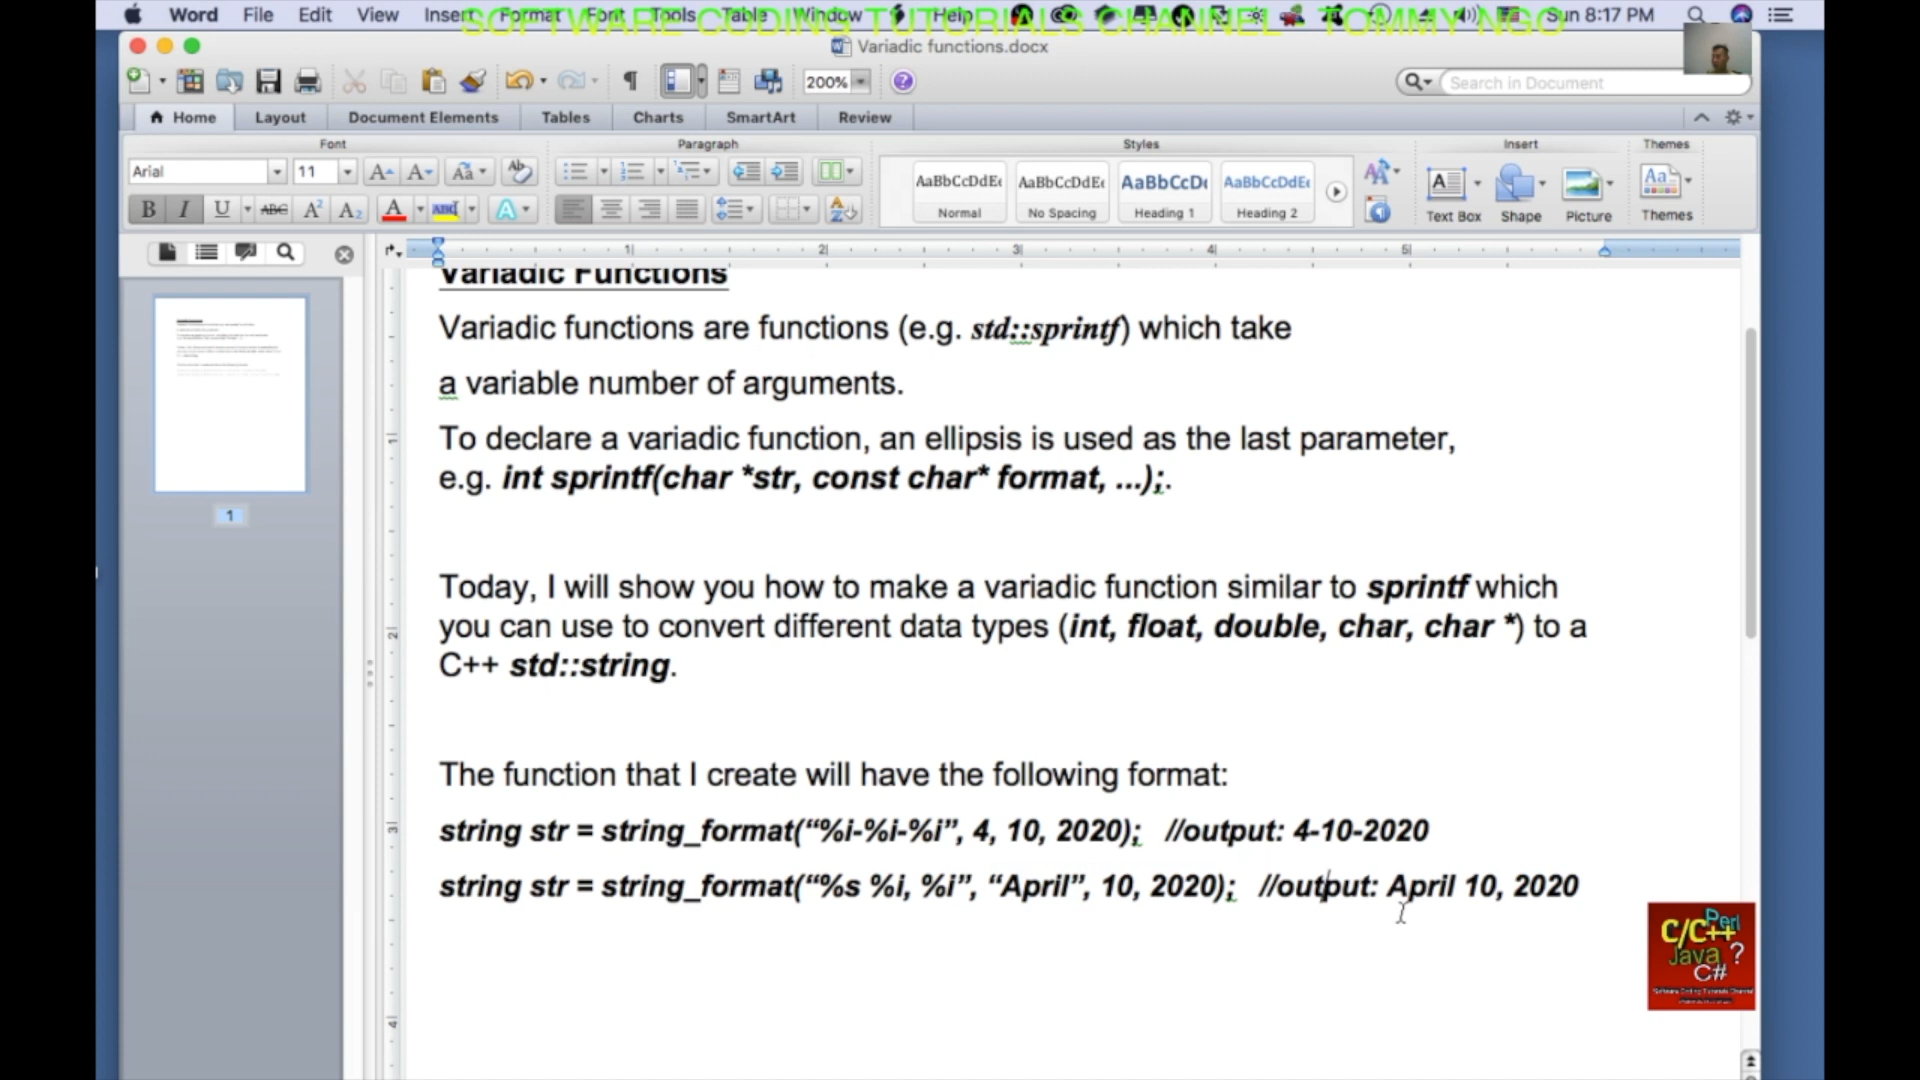 Word File Edit View Insert Format Font Tools Table Window Help Sun 8:17 PM
SOFTWARE CODING TUTORIALS CHANNEL - TOMMY NGO
Variadic functions.docx
200%
Search in Document
Home Layout Document Elements Tables Charts SmartArt Review
Font Paragraph Styles Insert Themes
Arial 11
AaBbCcDdEe AaBbCcDdEe AaBbCcDc AaBbCcDdEe
Normal No Spacing Heading 1 Heading 2
Text Box Shape Picture Themes
Variadic Functions
Variadic functions are functions (e.g. std::sprintf) which take
a variable number of arguments.
To declare a variadic function, an ellipsis is used as the last parameter,
e.g. int sprintf(char *str, const char* format, ...);.
Today, I will show you how to make a variadic function similar to sprintf which
you can use to convert different data types (int, float, double, char, char *) to a
C++ std::string.
The function that I create will have the following format:
string str = string_format(“%i-%i-%i”, 4, 10, 2020); //output: 4-10-2020
string str = string_format(“%s %i, %i”, “April”, 10, 2020); //output: April 10, 2020
1
C/C++ Perl
Java ?
C#
Software Coding Tutorials Channel